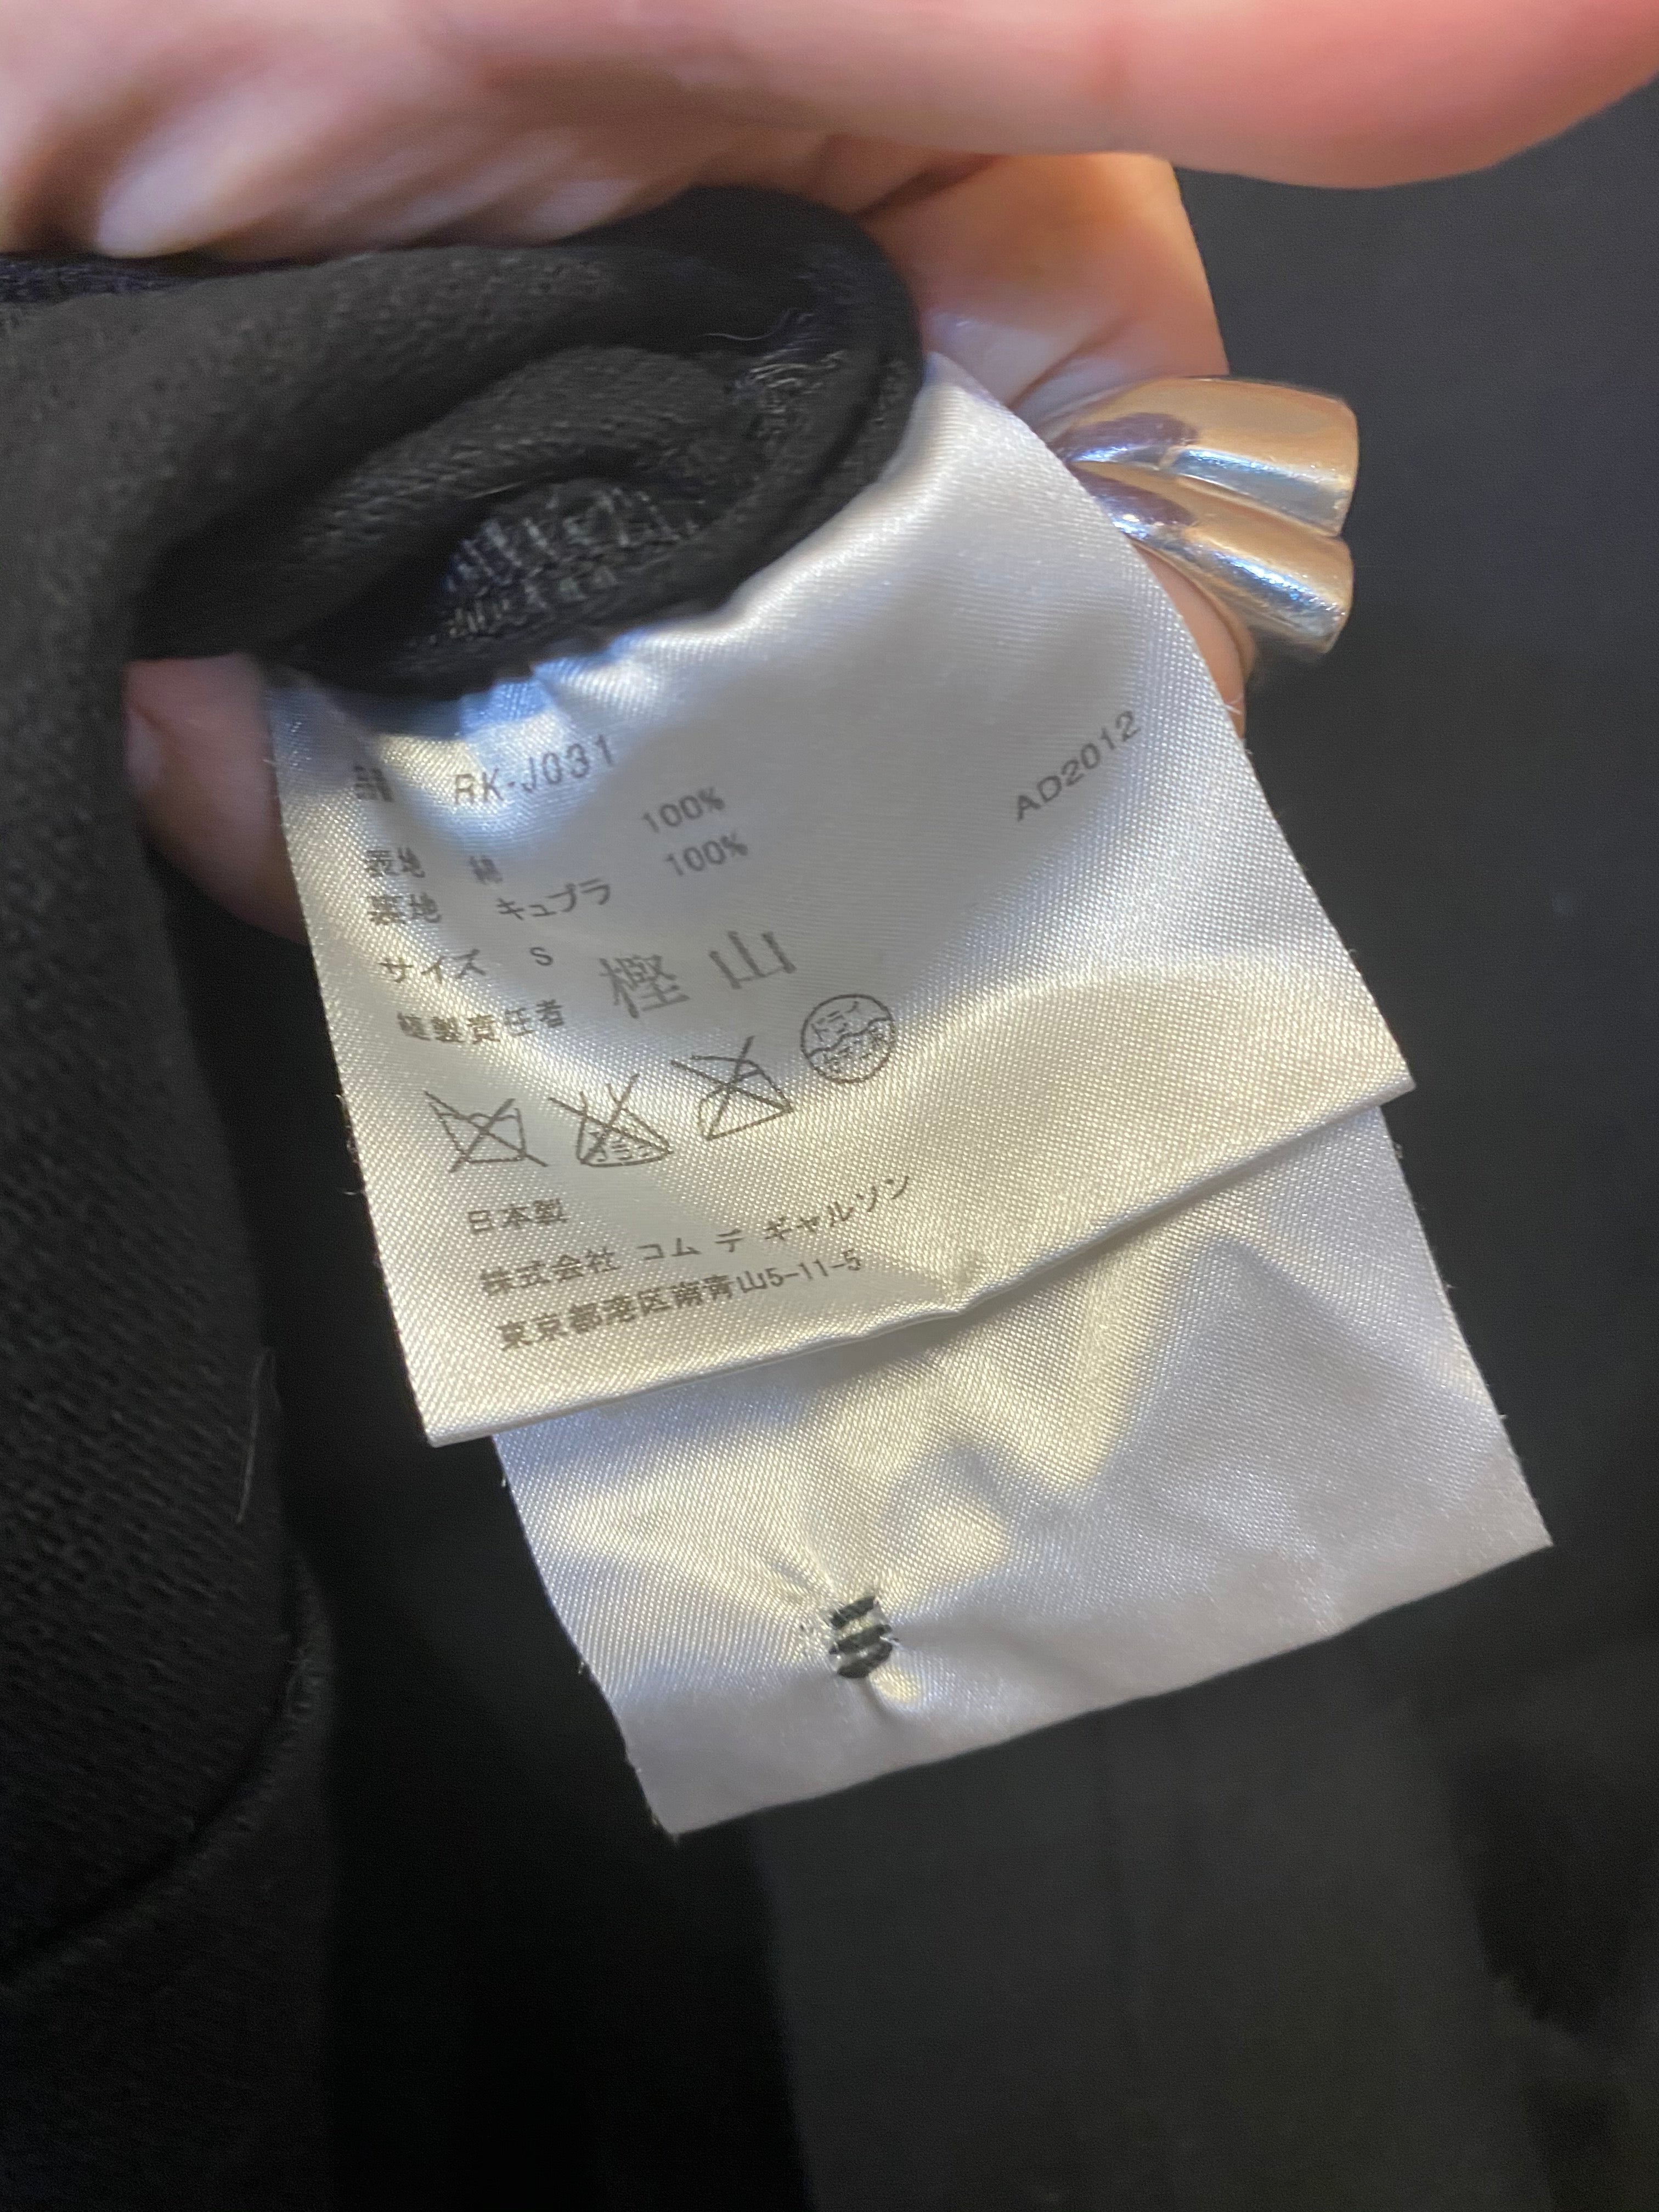 RK-J031
AD2012
表地 綿 100%
裏地 キュプラ 100%
サイズ S
縫製責任者 樫山
日本製
株式会社 コム デ ギャルソン
東京都港区南青山5-11-5